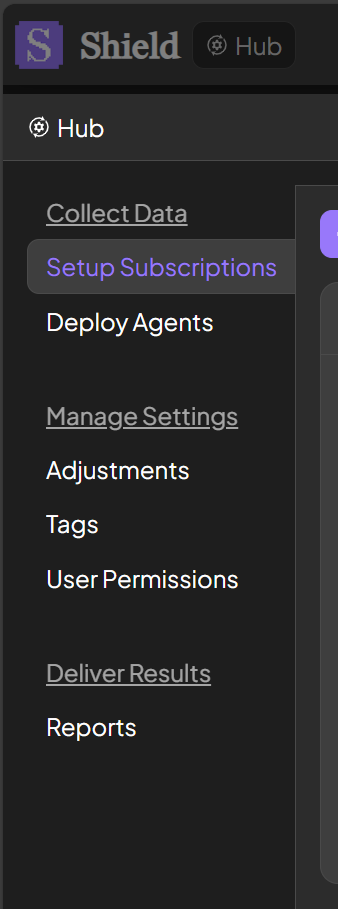 S Shield Hub
Hub
Collect Data
Setup Subscriptions
Deploy Agents
Manage Settings
Adjustments
Tags
User Permissions
Deliver Results
Reports